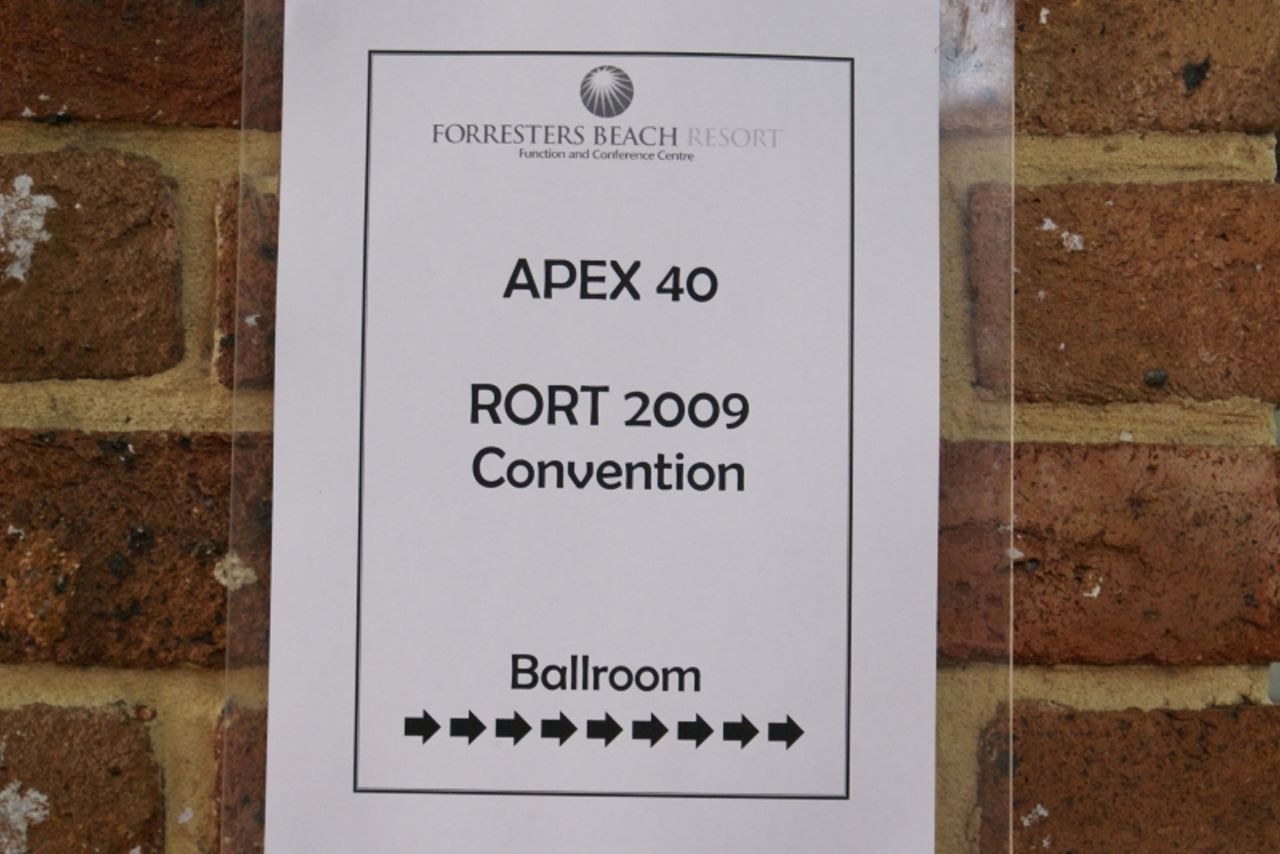 FORRESTERS BEACH RESORT
Function and Conference Centre
APEX 40
RORT 2009
Convention
Ballroom